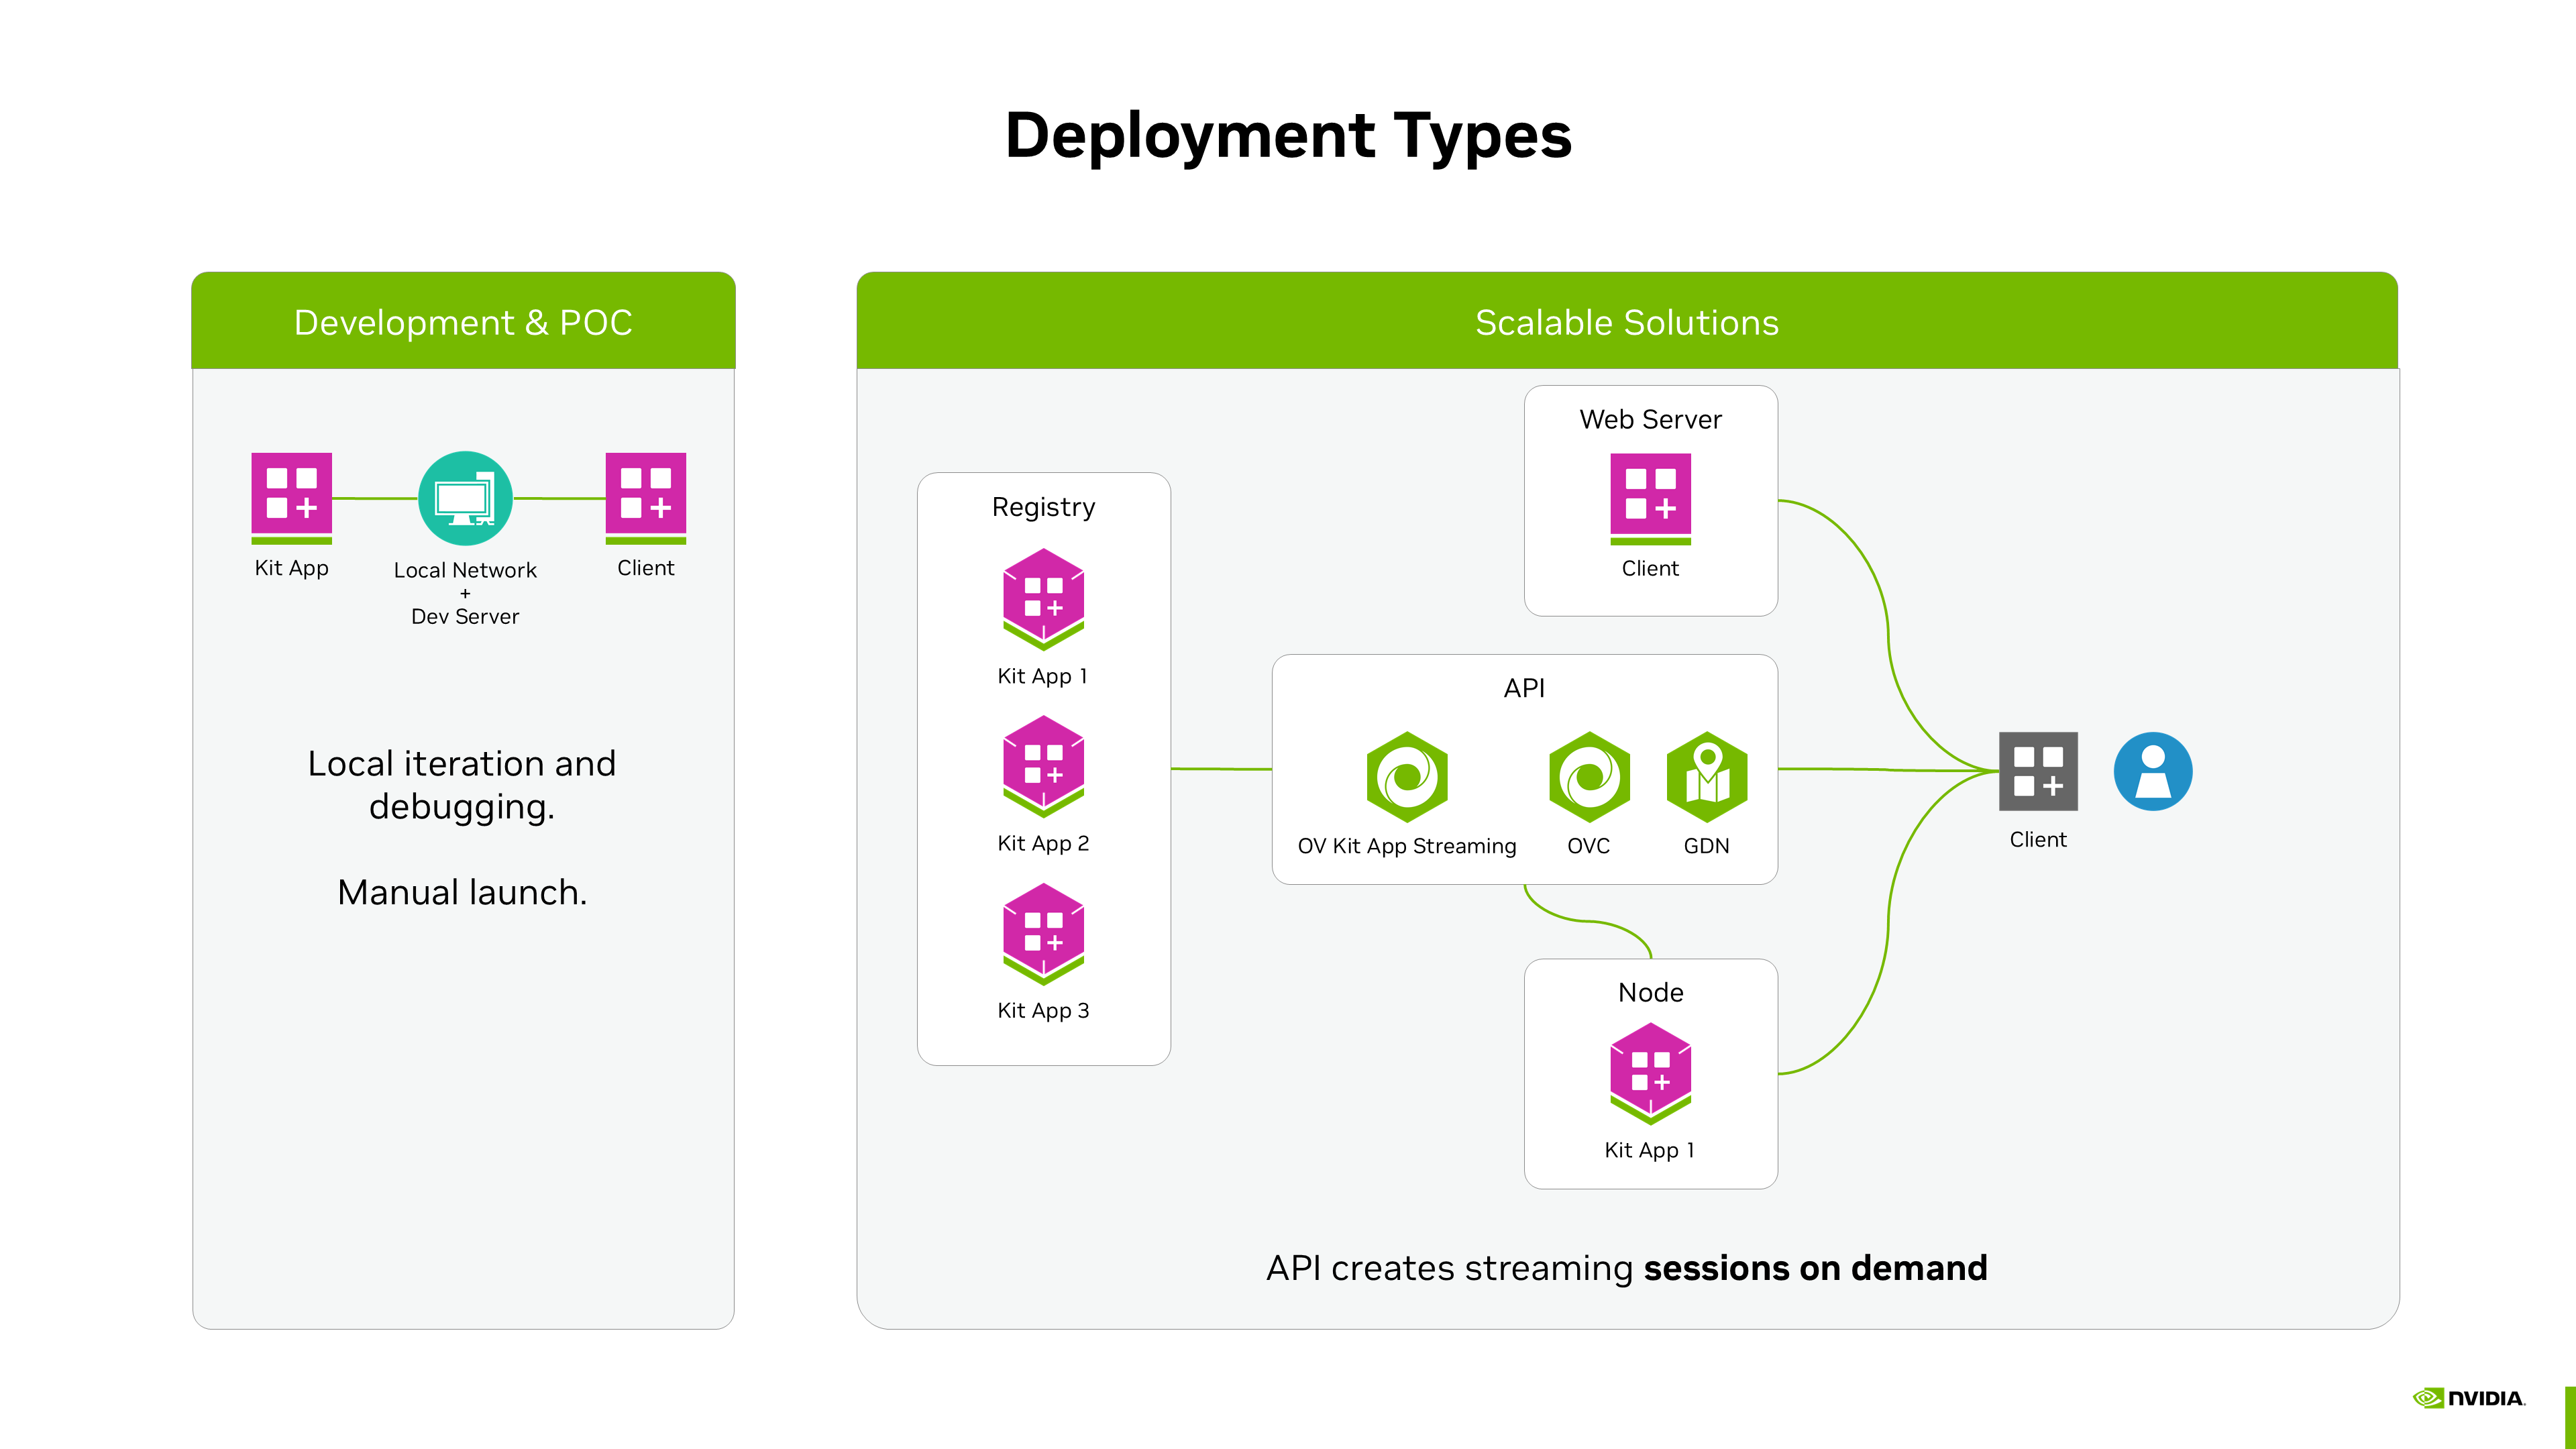 Deployment Types
Development & POC
Kit App
Local Network
+
Dev Server
Client
Local iteration and
debugging.
Manual launch.
Scalable Solutions
Registry
Kit App 1
Kit App 2
Kit App 3
Web Server
Client
API
OV Kit App Streaming
OVC
GDN
Node
Kit App 1
Client
API creates streaming sessions on demand
NVIDIA.